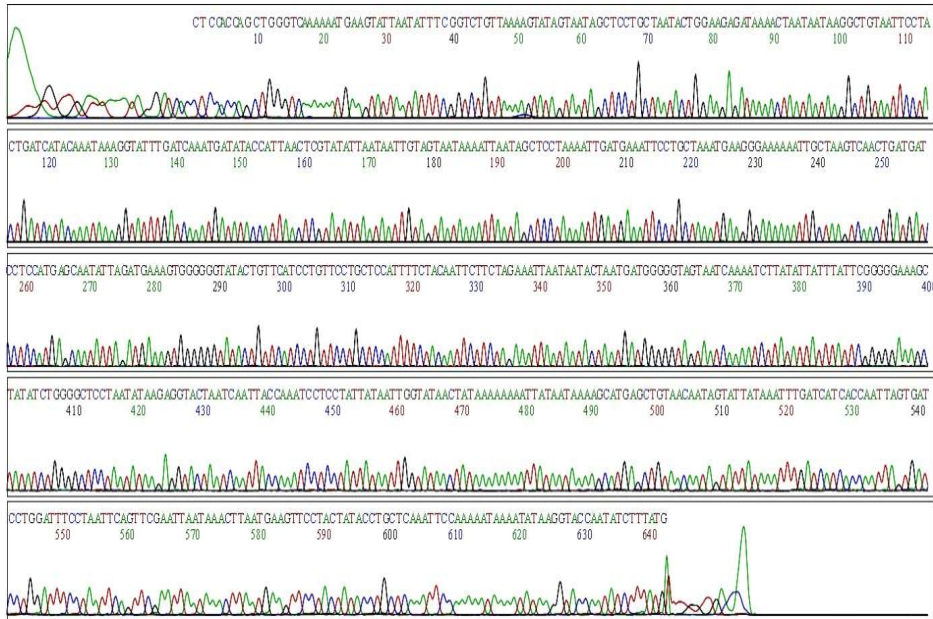 CTCGACCAGCTGGGTCAAAAAATGAAGTATTAATATTTCGGTCTGTTAAAAGTATAGTAATAGCTCCTGCTAATACTGGAAGAGATAAAACTAATAATAAGGCTGTAATTCCTA
10 20 30 40 50 60 70 80 90 100 110
CTGATCATACAAATAAAGGTATTTGATCAAATGATATACCATTAACTCGTATATTAATAATTGTAGTAATAAAATTAATAGCTCCTAAAATTGATGAAATTCCTGCTAAATGAAGGGAAAAAATTGCTAAGTCAACTGATGAT
120 130 140 150 160 170 180 190 200 210 220 230 240 250
CCTCCATGAGCAATATTAGATGAAAGTGGGGGGTATACTGTTCATCCTGTTCCTGCTCCATTTTCTACAATTCTTCTAGAAATTAATAATACTAATGATGGGGGTAGTAATCAAAATCTTATATTATTTATTCGGGGGAAAGC
260 270 280 290 300 310 320 330 340 350 360 370 380 390 400
TATATCTGGGGCTCCTAATATAAGAGGTACTAATCAATTACCAAATCCTCCTATTATAATTGGTATAACTATAAAAAAAATTATAATAAAAGCATGAGCTGTAACAATAGTATTATAAATTTGATCATCACCAATTAGTGAT
410 420 430 440 450 460 470 480 490 500 510 520 530 540
CCTGGATTTCCTAATTCAGTTCGAATTAATAAACTTAATGAAGTTCCTACTATACCTGCTCAAATTCCAAAAATAAAATATAAGGTACCAATATCTTTATG
550 560 570 580 590 600 610 620 630 640